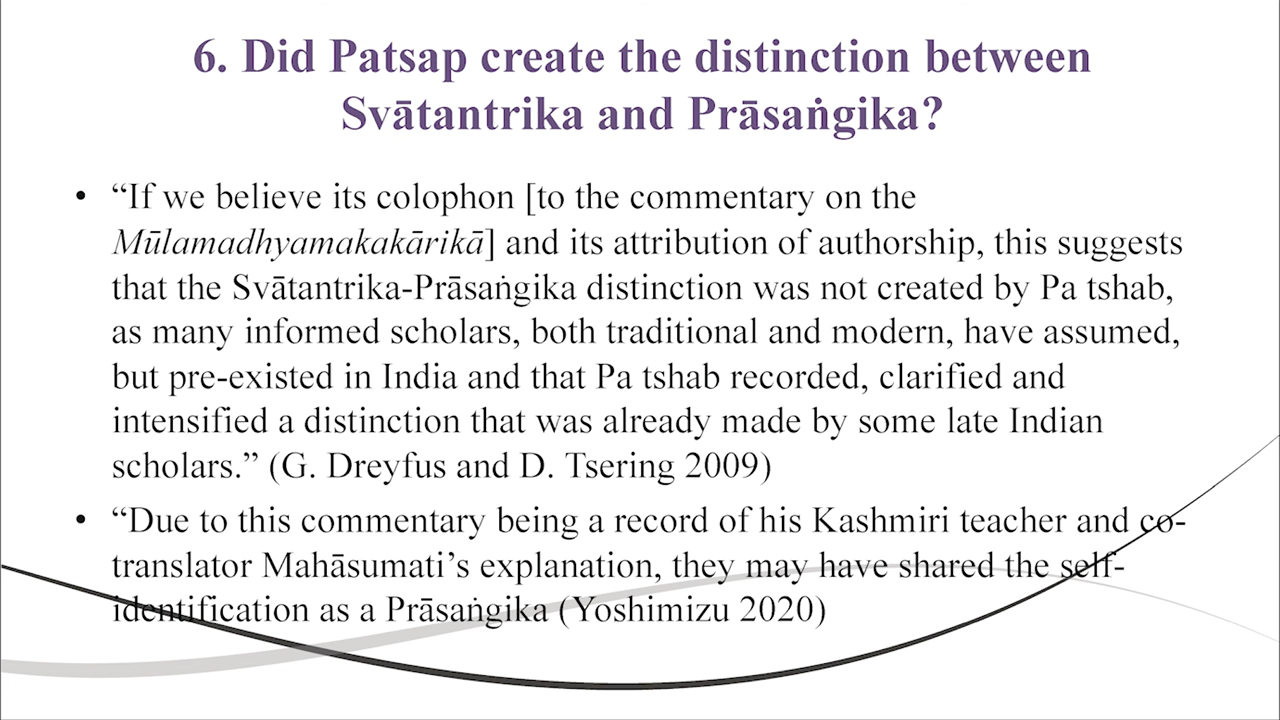 6. Did Patsap create the distinction between
Svātantrika and Prāsaṅgika?
• “If we believe its colophon [to the commentary on the
Mūlamadhyamakakārikā] and its attribution of authorship, this suggests
that the Svātantrika-Prāsaṅgika distinction was not created by Pa tshab,
as many informed scholars, both traditional and modern, have assumed,
but pre-existed in India and that Pa tshab recorded, clarified and
intensified a distinction that was already made by some late Indian
scholars.” (G. Dreyfus and D. Tsering 2009)
• “Due to this commentary being a record of his Kashmiri teacher and co-
translator Mahāsumati’s explanation, they may have shared the self-
identification as a Prāsaṅgika (Yoshimizu 2020)